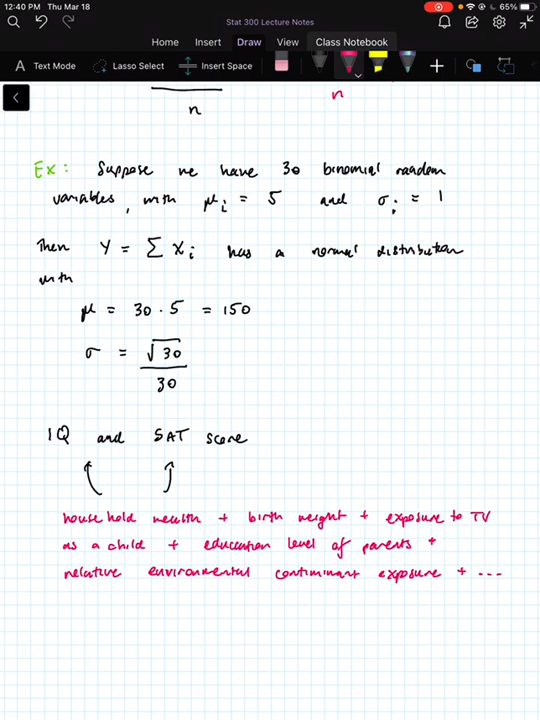 12:40 PM Thu Mar 18
65%
Stat 300 Lecture Notes
Home Insert Draw View Class Notebook
Text Mode Lasso Select Insert Space
n n
Ex: Suppose we have 30 binomial random
variables, with μi = 5 and σi = 1
Then Y = Σ Xi has a normal distribution
with
μ = 30 · 5 = 150
σ = √30
30
IQ and SAT score
household wealth + birth weight + exposure to TV
as a child + education level of parents +
relative environmental contiminant exposure + ...